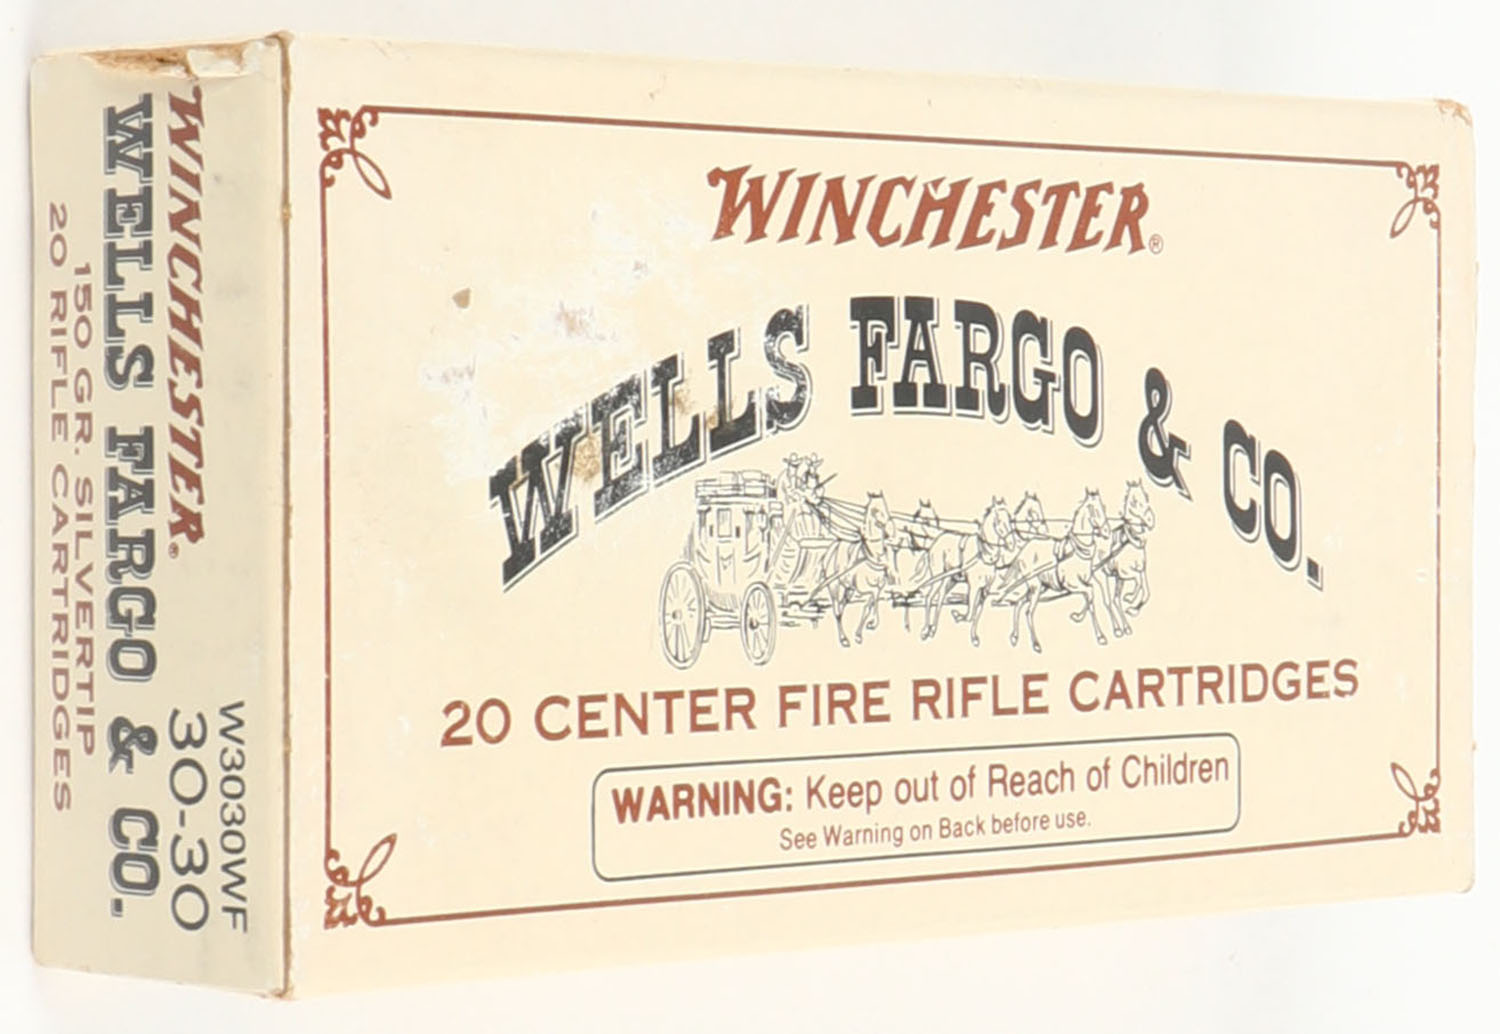 WINCHESTER®
WELLS FARGO & CO.
20 CENTER FIRE RIFLE CARTRIDGES
WARNING: Keep out of Reach of Children
See Warning on Back before use.
W3030WF
WINCHESTER® 30-30
WELLS FARGO & CO.
150 GR. SILVERTIP
20 RIFLE CARTRIDGES